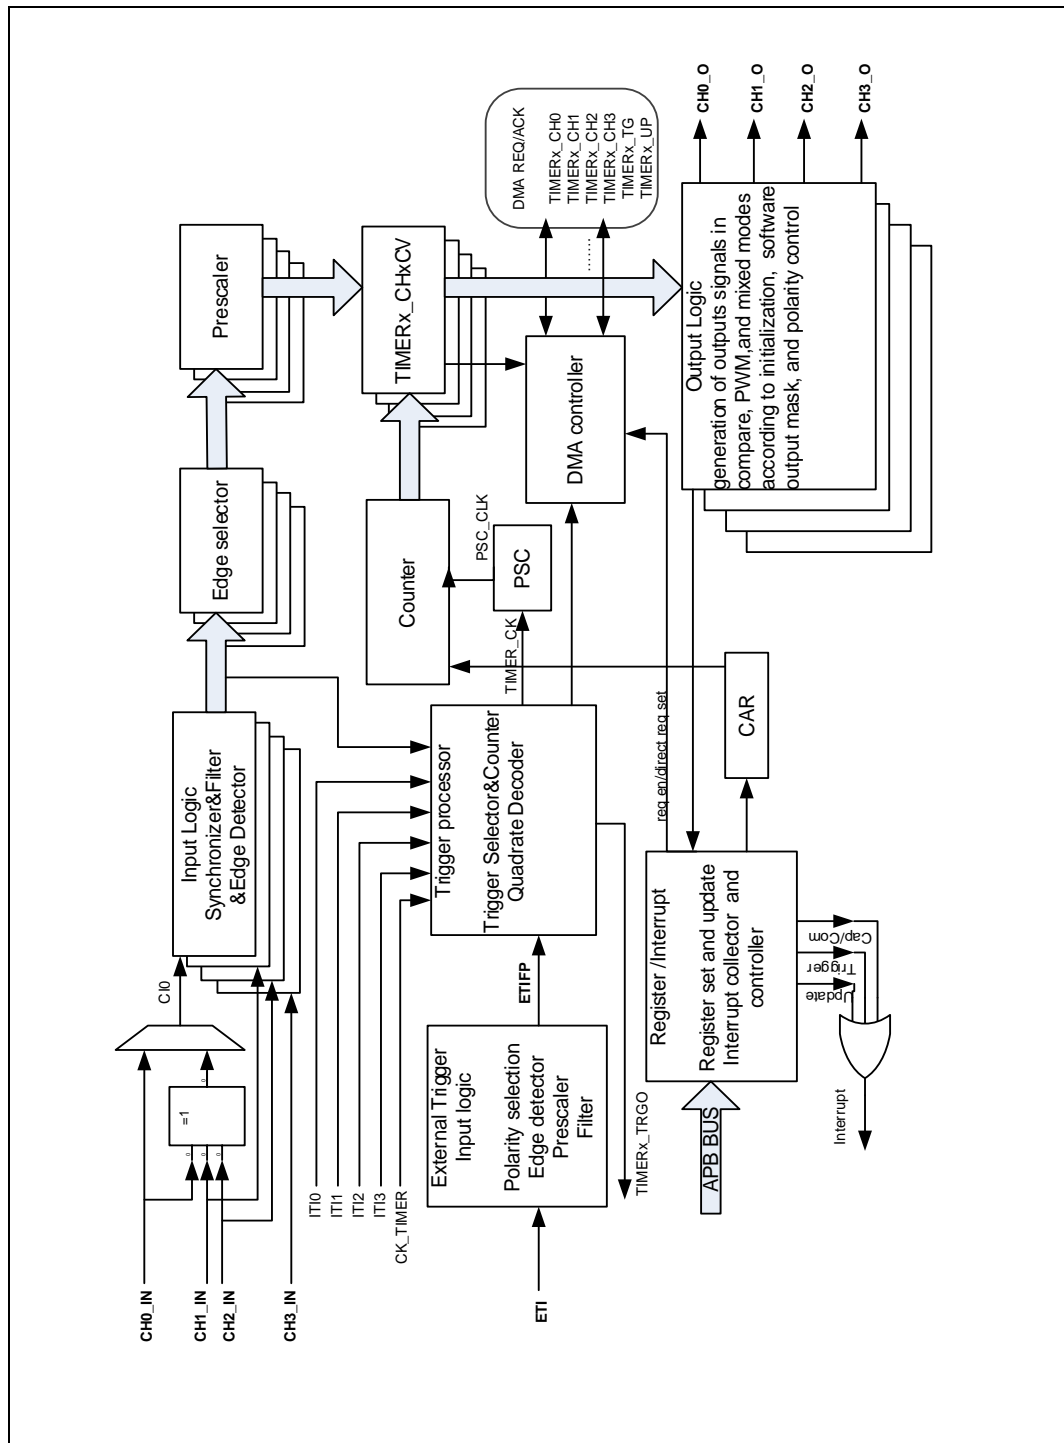 CH0_IN
CH1_IN
CH2_IN
CH3_IN
=1
0
0
0
0
CI0
Input Logic
Synchronizer&Filter
&Edge Detector
Edge selector
Prescaler
ITI0
ITI1
ITI2
ITI3
CK_TIMER
Trigger processor
Trigger Selector&Counter
Quadrate Decoder
TIMER_CK
PSC
PSC_CLK
Counter
TIMERx_CHxCV
DMA REQ/ACK
TIMERx_CH0
TIMERx_CH1
TIMERx_CH2
TIMERx_CH3
TIMERx_TG
TIMERx_UP
........
DMA controller
ETI
External Trigger
Input logic
Polarity selection
Edge detector
Prescaler
Filter
ETIFP
TIMERx_TRGO
APB BUS
Register /Interrupt
Register set and update
Interrupt collector and
controller
req en/direct req set
CAR
Output Logic
generation of outputs signals in
compare, PWM,and mixed modes
according to initialization, software
output mask, and polarity control
CH0_O
CH1_O
CH2_O
CH3_O
Cap/Com
Trigger
Update
Interrupt